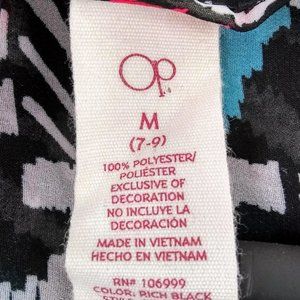 Op
M
(7-9)
100% POLYESTER/
POLIÉSTER
EXCLUSIVE OF
DECORATION
NO INCLUYE LA
DECORACIÓN
MADE IN VIETNAM
HECHO EN VIETNAM
RN# 106999
COLOR: RICH BLACK